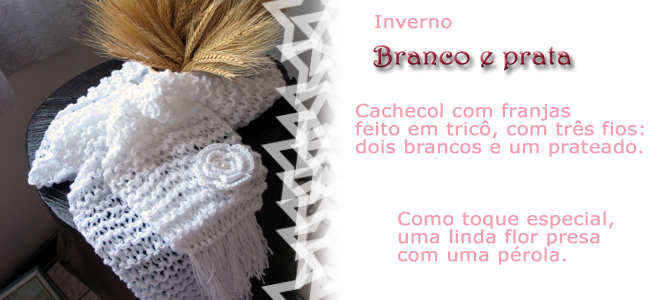 Inverno
Branco e prata
Cachecol com franjas
feito em tricô, com três fios:
dois brancos e um prateado.
Como toque especial,
uma linda flor presa
com uma pérola.